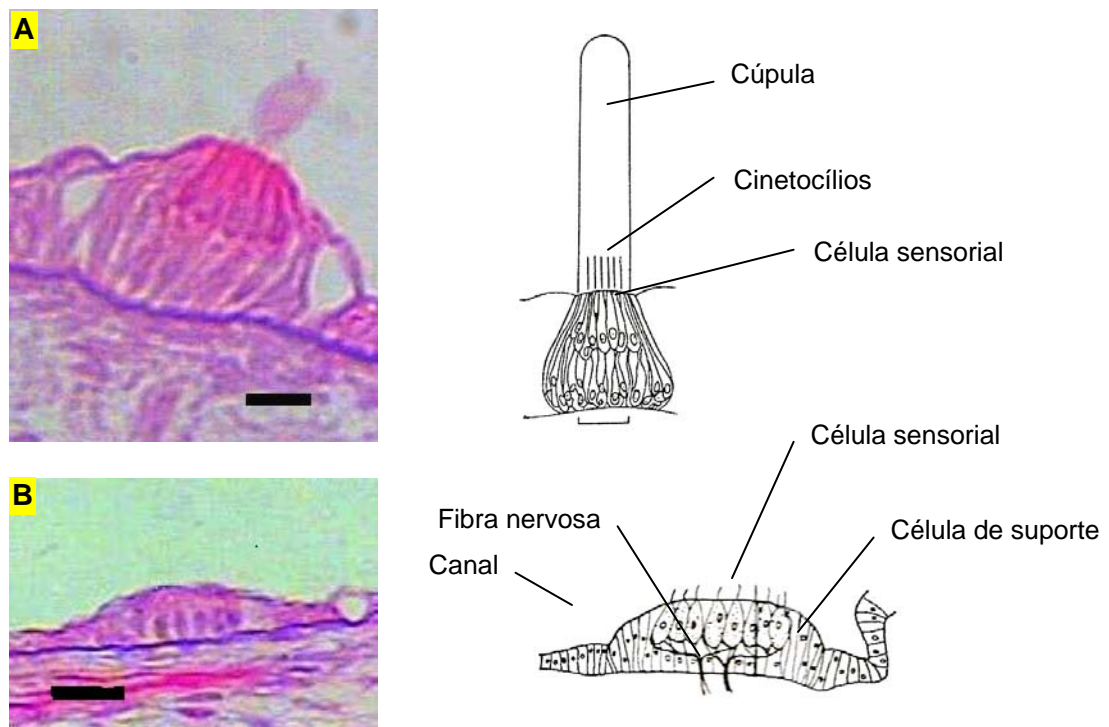 A
Cúpula
Cinetocílios
Célula sensorial
Célula sensorial
B
Fibra nervosa
Célula de suporte
Canal